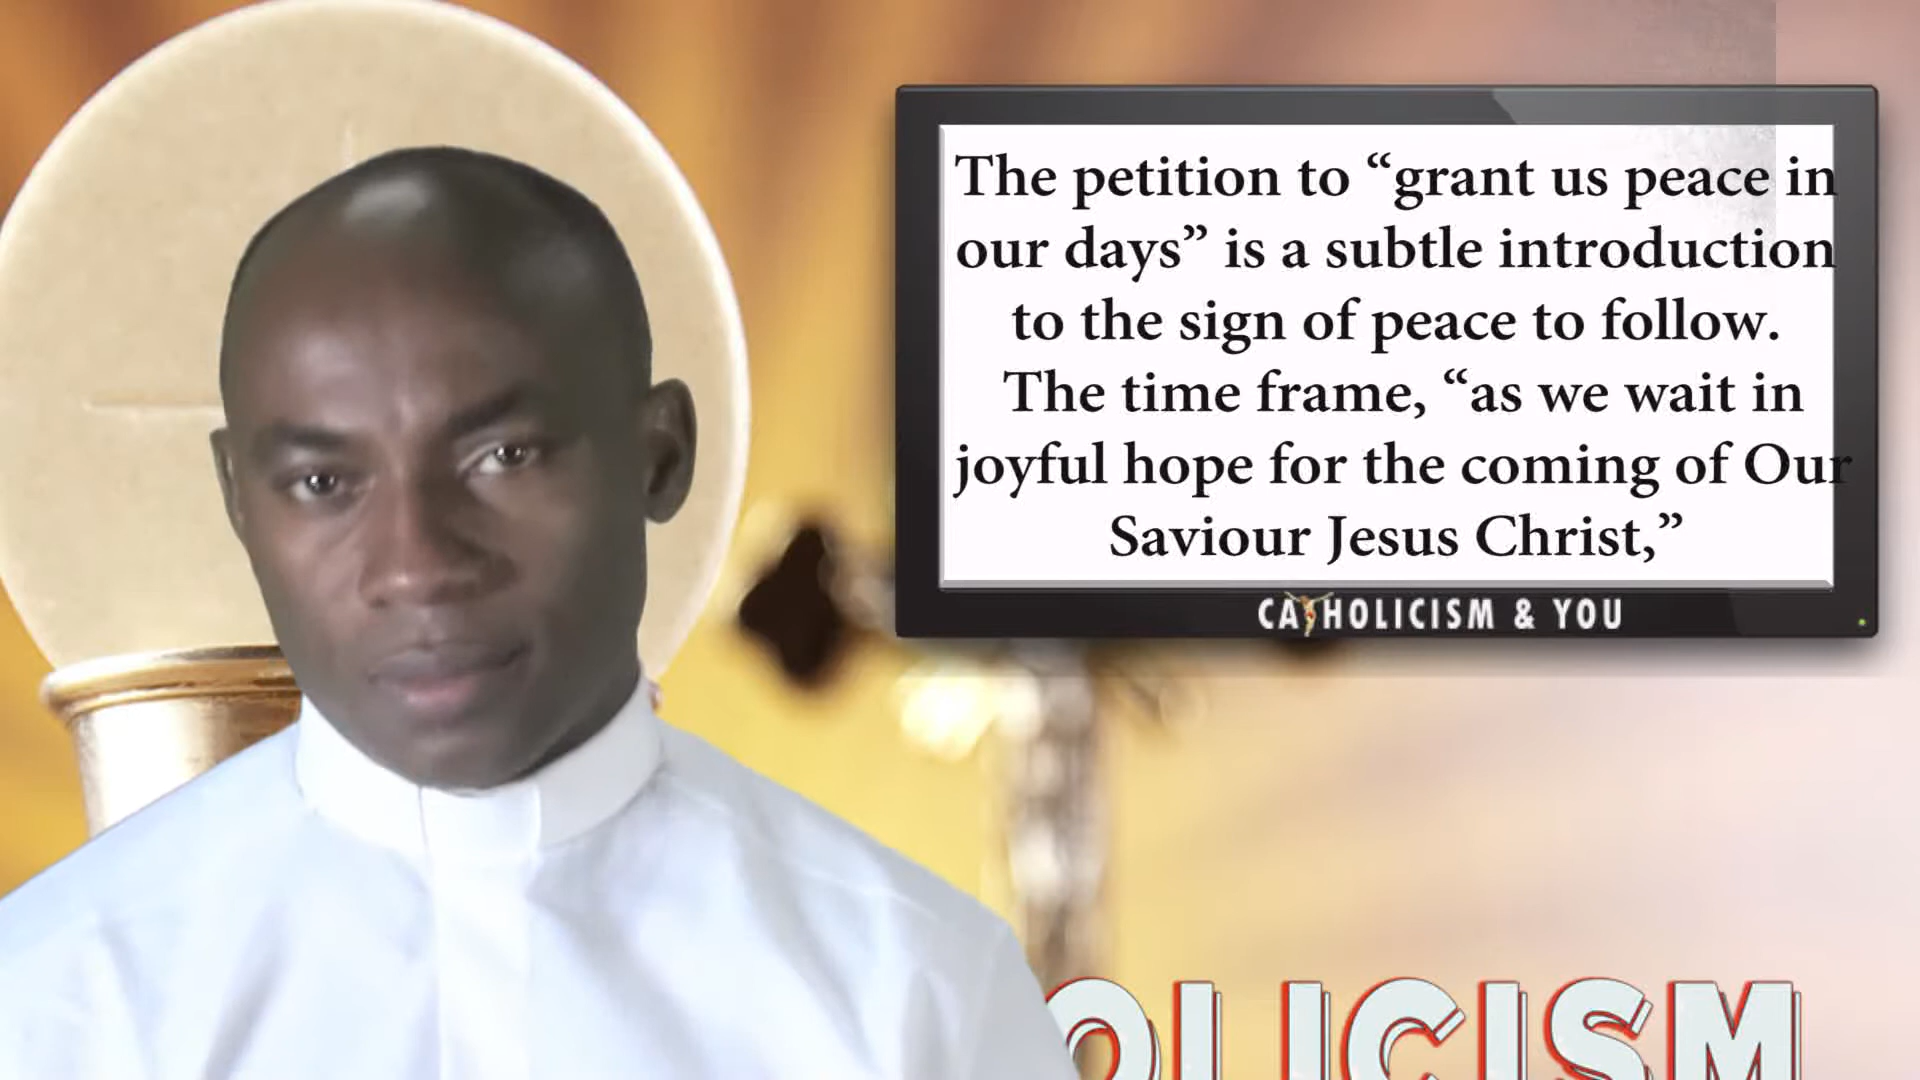 The petition to “grant us peace in
our days” is a subtle introduction
to the sign of peace to follow.
The time frame, “as we wait in
joyful hope for the coming of Our
Saviour Jesus Christ,”
CATHOLICISM & YOU
OLICISM